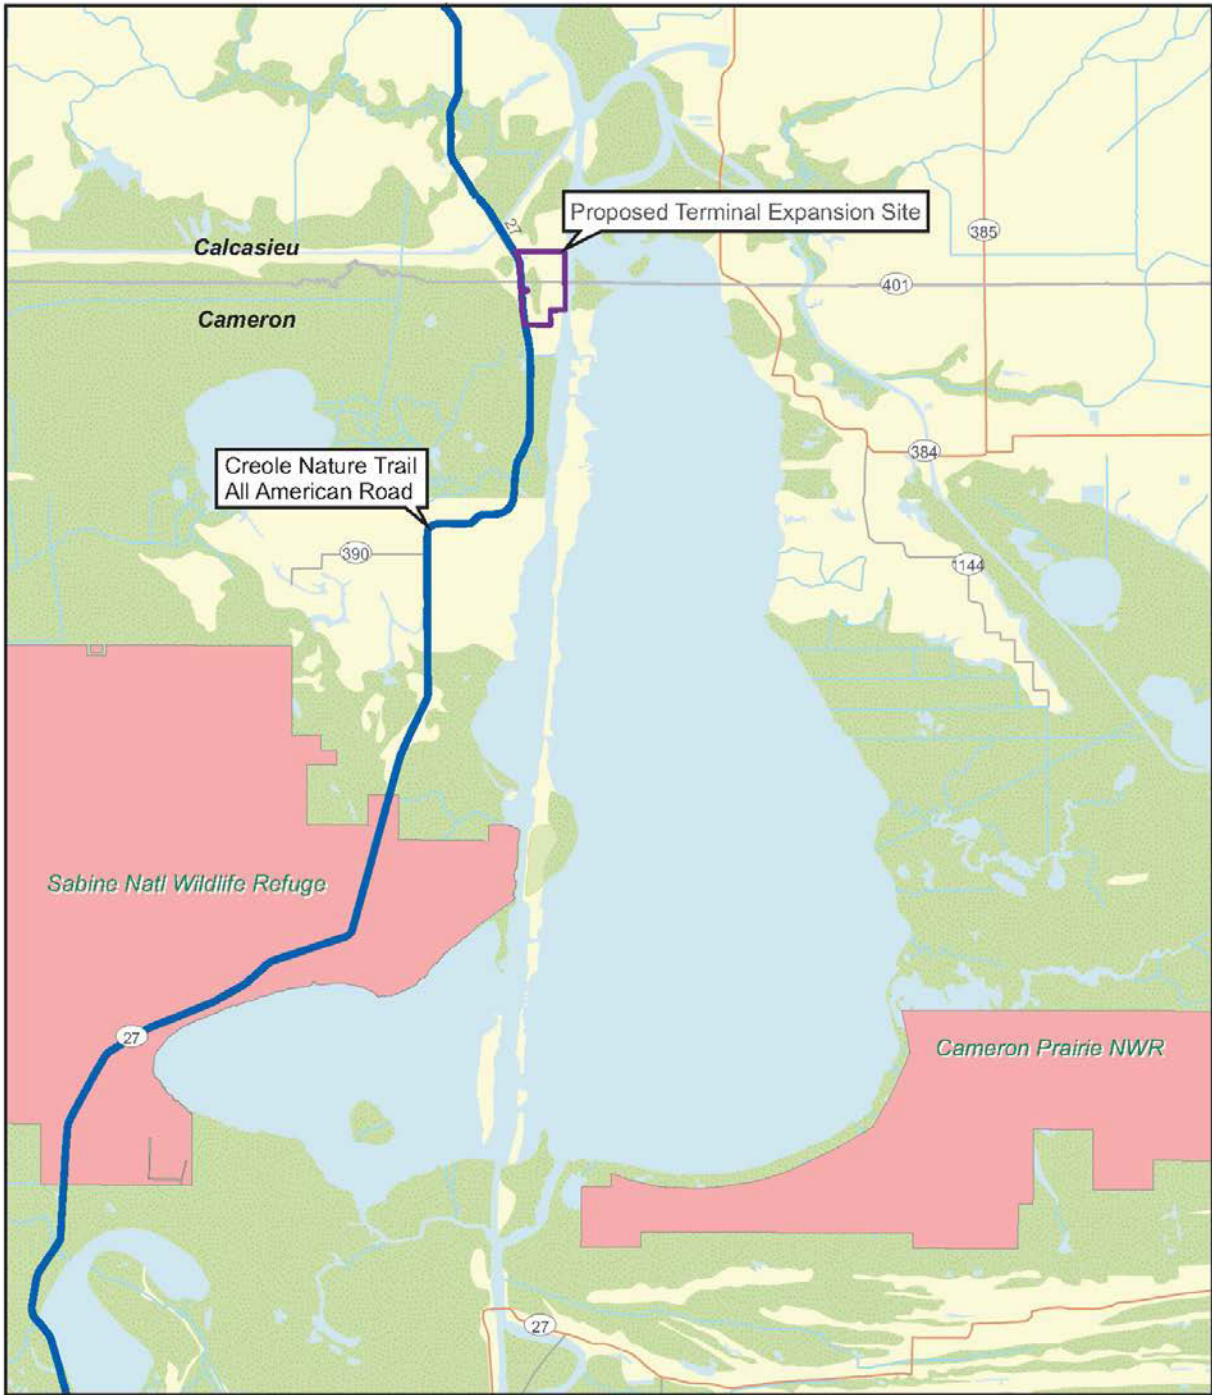 27
Proposed Terminal Expansion Site
385
Calcasieu
401
Cameron
384
Creole Nature Trail
All American Road
390
1144
Sabine Natl Wildlife Refuge
27
Cameron Prairie NWR
27